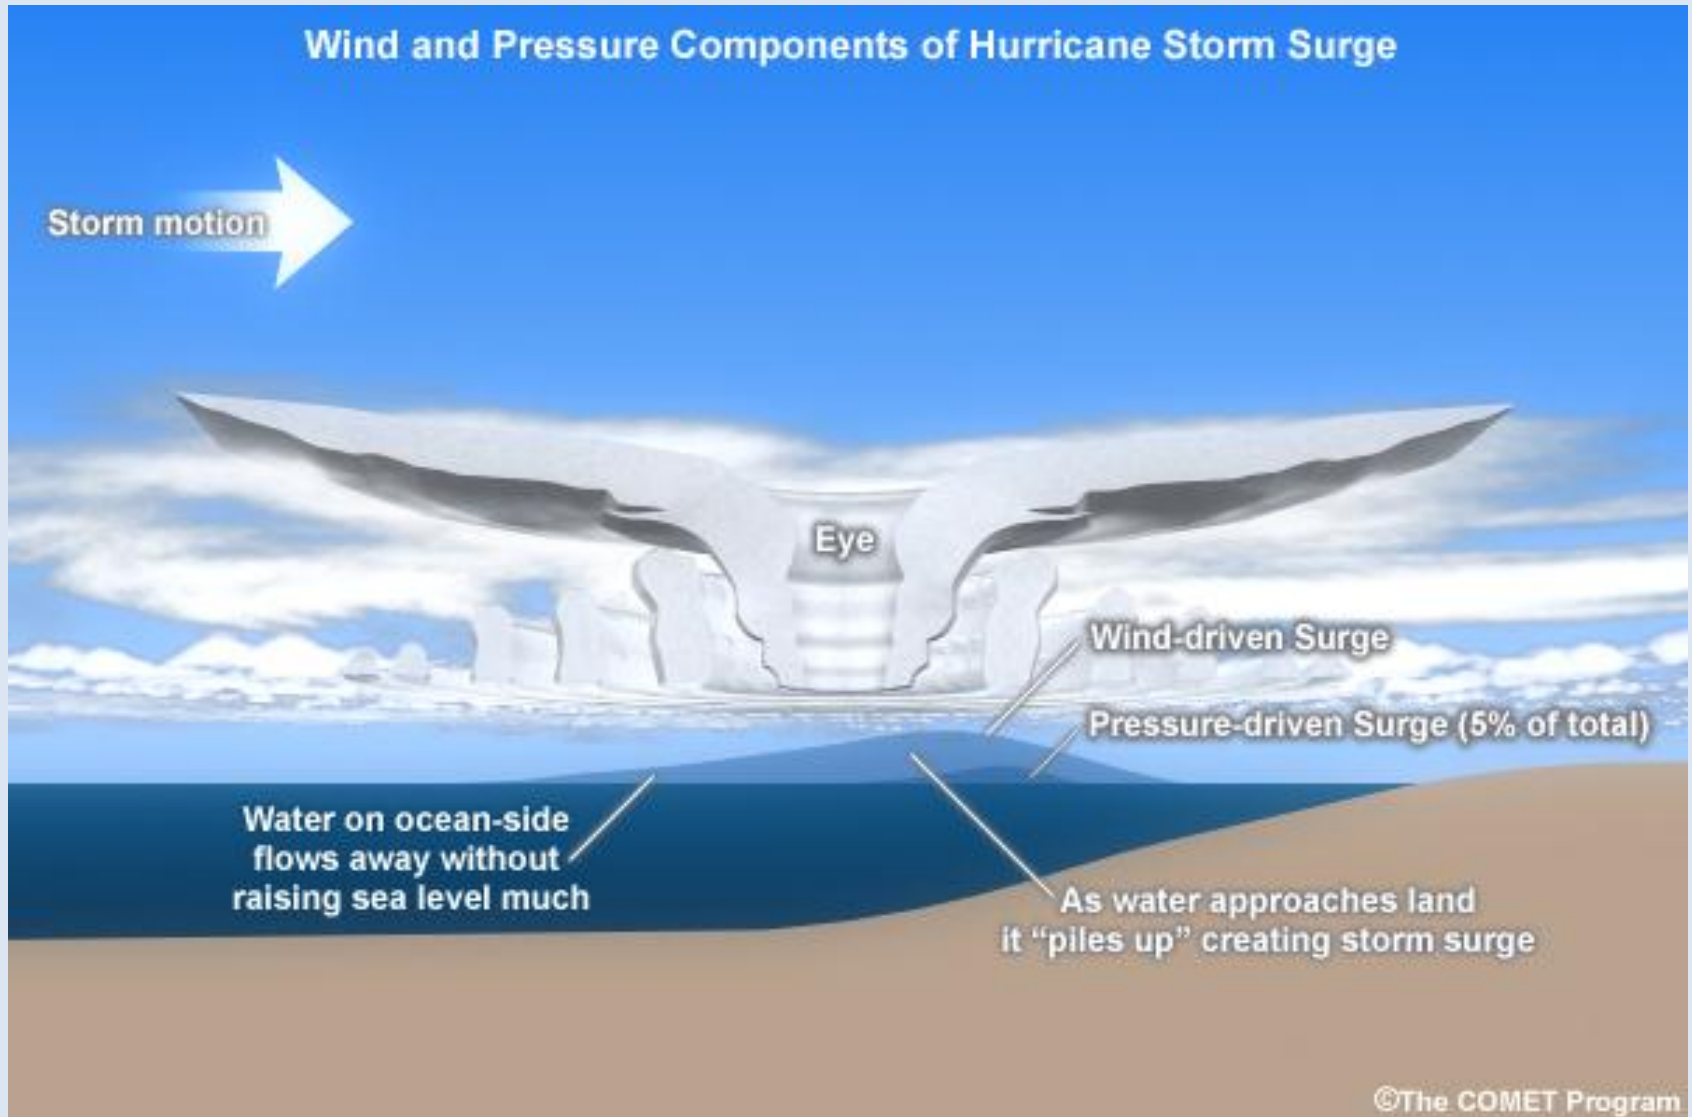 Wind and Pressure Components of Hurricane Storm Surge
Storm motion
Eye
Wind-driven Surge
Pressure-driven Surge (5% of total)
Water on ocean-side
flows away without
raising sea level much
As water approaches land
it “piles up” creating storm surge
©The COMET Program